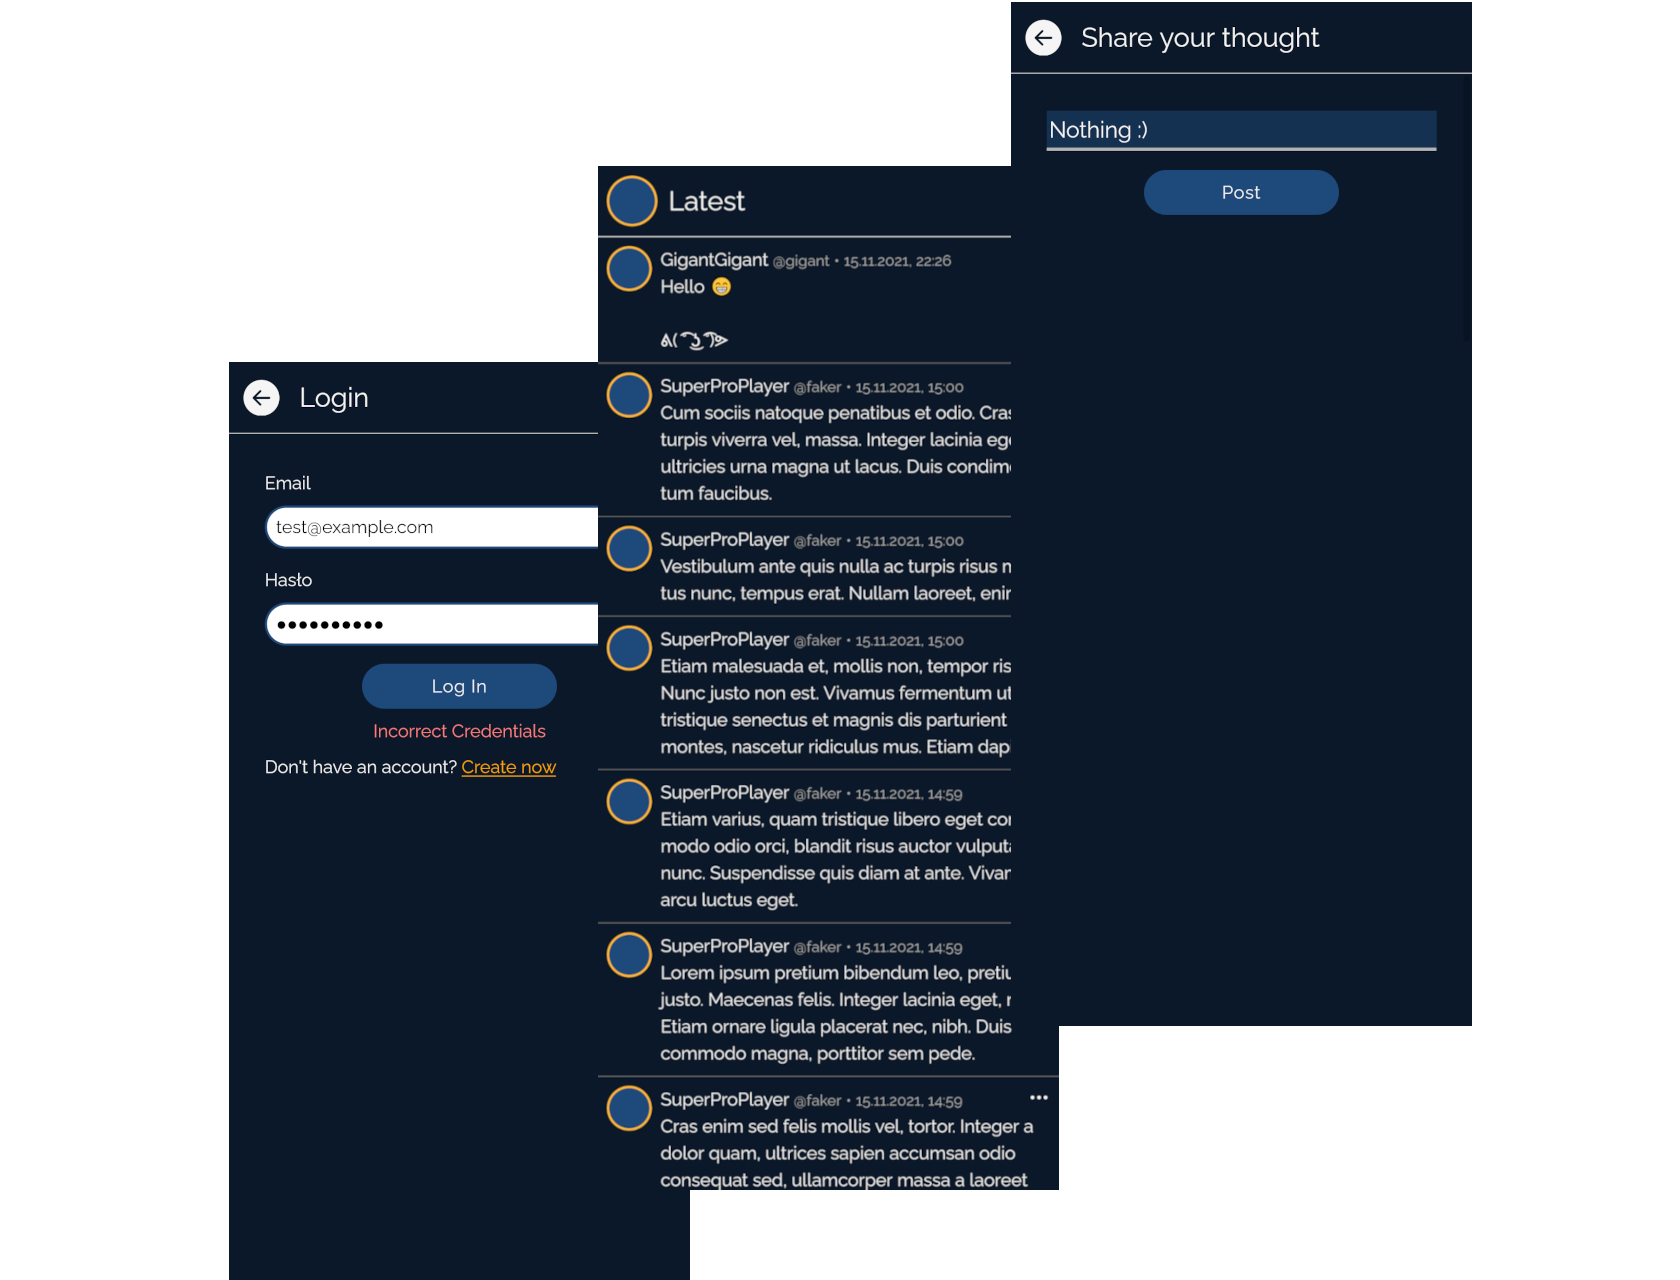 Login
Email
test@example.com
Hasło
Log In
Incorrect Credentials
Don't have an account? Create now
Latest
GigantGigant @gigant • 15.11.2021, 22:26
Hello 😁
SuperProPlayer @faker • 15.11.2021, 15:00
Cum sociis natoque penatibus et odio. Cras
turpis viverra vel, massa. Integer lacinia
ultricies urna magna ut lacus. Duis
tum faucibus.
SuperProPlayer @faker • 15.11.2021, 15:00
Vestibulum ante quis nulla ac turpis risus
tus nunc, tempus erat. Nullam laoreet,
SuperProPlayer @faker • 15.11.2021, 15:00
Etiam malesuada et, mollis non, tempor
Nunc justo non est. Vivamus fermentum ut
tristique senectus et magnis dis parturient
montes, nascetur ridiculus mus. Etiam
SuperProPlayer @faker • 15.11.2021, 14:59
Etiam varius, quam tristique libero eget
modo odio orci, blandit risus auctor
nunc. Suspendisse quis diam at ante.
arcu luctus eget.
SuperProPlayer @faker • 15.11.2021, 14:59
Lorem ipsum pretium bibendum leo,
justo. Maecenas felis. Integer lacinia eget,
Etiam ornare ligula placerat nec, nibh. Duis
commodo magna, porttitor sem pede.
SuperProPlayer @faker • 15.11.2021, 14:59
Cras enim sed felis mollis vel, tortor. Integer a
dolor quam, ultrices sapien accumsan odio
consequat sed, ullamcorper massa a laoreet
Share your thought
Nothing :)
Post